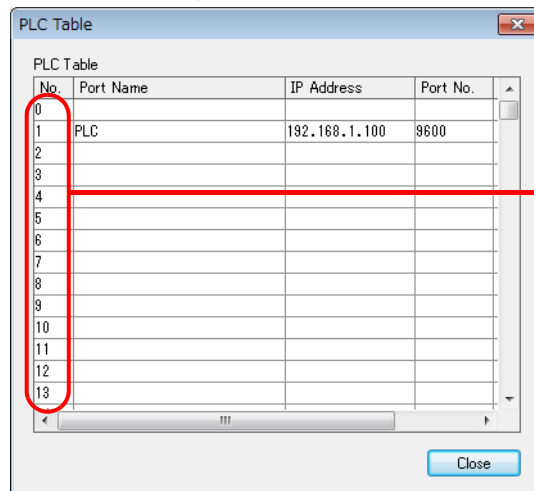 PLC Table
PLC Table
No. Port Name IP Address Port No.
0
1 PLC 192.168.1.100 9600
2
3
4
5
6
7
8
9
10
11
12
13
Close